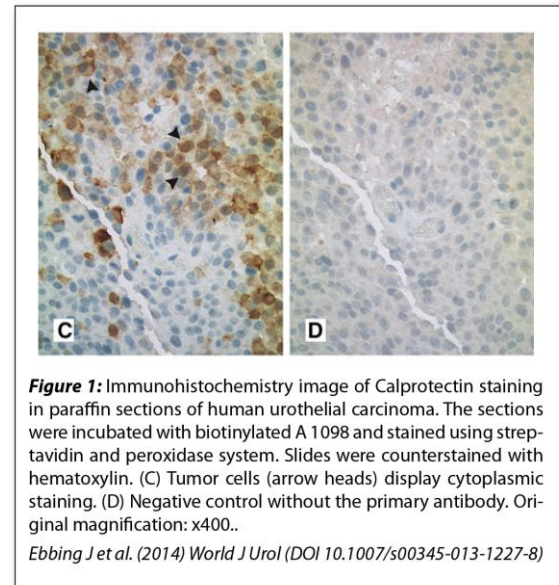 C
D
Figure 1: Immunohistochemistry image of Calprotectin staining
in paraffin sections of human urothelial carcinoma. The sections
were incubated with biotinylated A 1098 and stained using strep-
tavidin and peroxidase system. Slides were counterstained with
hematoxylin. (C) Tumor cells (arrow heads) display cytoplasmic
staining. (D) Negative control without the primary antibody. Ori-
ginal magnification: x400..
Ebbing J et al. (2014) World J Urol (DOI 10.1007/s00345-013-1227-8)